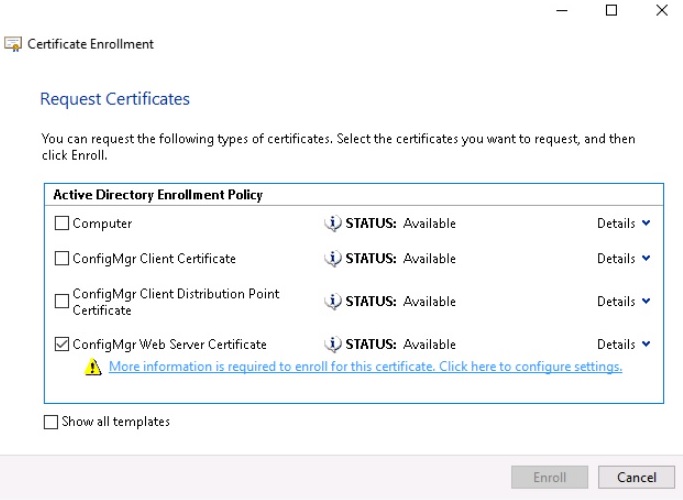 Certificate Enrollment
Request Certificates
You can request the following types of certificates. Select the certificates you want to request, and then
click Enroll.
Active Directory Enrollment Policy
Computer STATUS: Available Details
ConfigMgr Client Certificate STATUS: Available Details
ConfigMgr Client Distribution Point
Certificate STATUS: Available Details
ConfigMgr Web Server Certificate STATUS: Available Details
More information is required to enroll for this certificate. Click here to configure settings.
Show all templates
Enroll Cancel